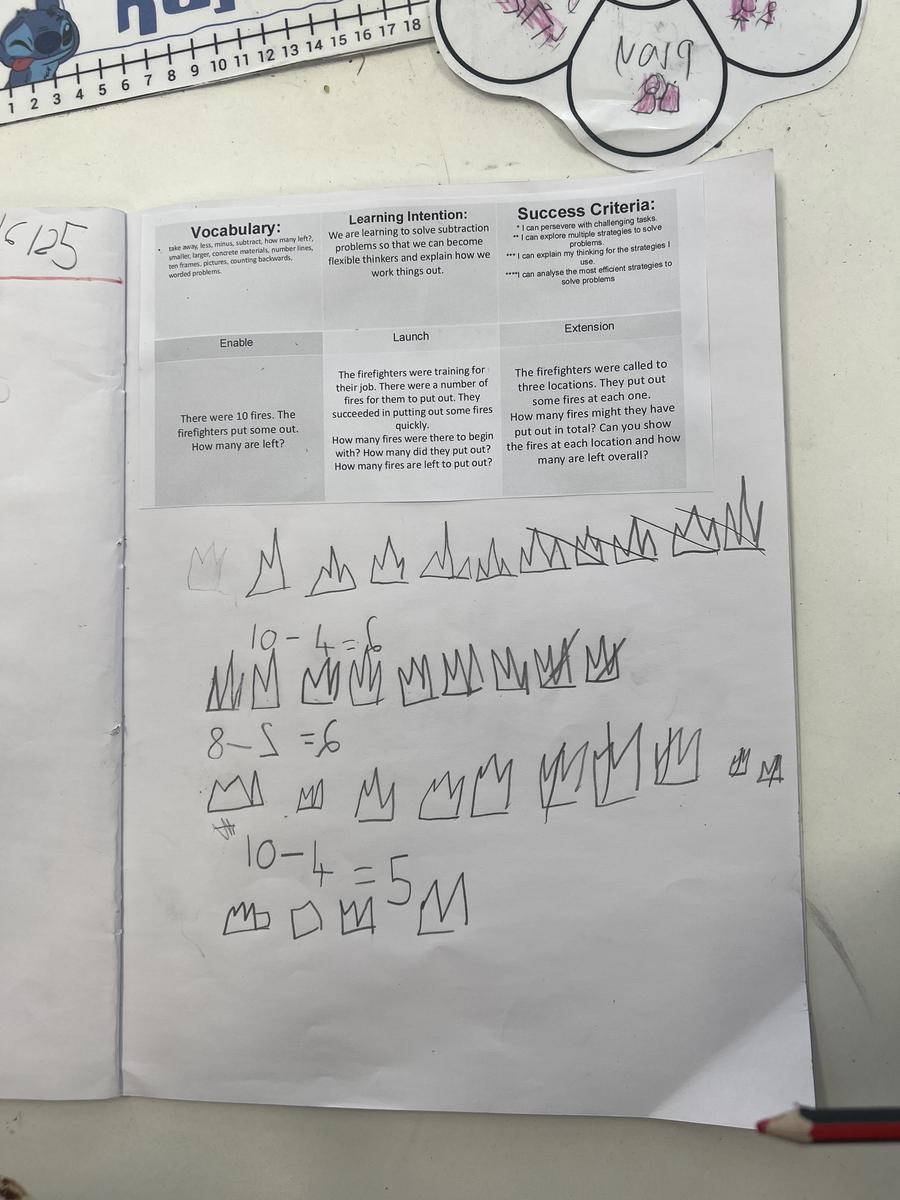 1 2 3 4 5 6 7 8 9 10 11 12 13 14 15 16 17 18
Nova
6/25
Vocabulary:
• take away, less, minus, subtract, how many left?,
smaller, larger, concrete materials, number lines,
ten frames, pictures, counting backwards,
worded problems.
Learning Intention:
We are learning to solve subtraction
problems so that we can become
flexible thinkers and explain how we
work things out.
Success Criteria:
* I can persevere with challenging tasks.
** I can explore multiple strategies to solve
problems.
*** I can explain my thinking for the strategies I
use.
****I can analyse the most efficient strategies to
solve problems
Enable
There were 10 fires. The
firefighters put some out.
How many are left?
Launch
The firefighters were training for
their job. There were a number of
fires for them to put out. They
succeeded in putting out some fires
quickly.
How many fires were there to begin
with? How many did they put out?
How many fires are left to put out?
Extension
The firefighters were called to
three locations. They put out
some fires at each one.
How many fires might they have
put out in total? Can you show
the fires at each location and how
many are left overall?
10-4=6
8-2=6
10-4=5